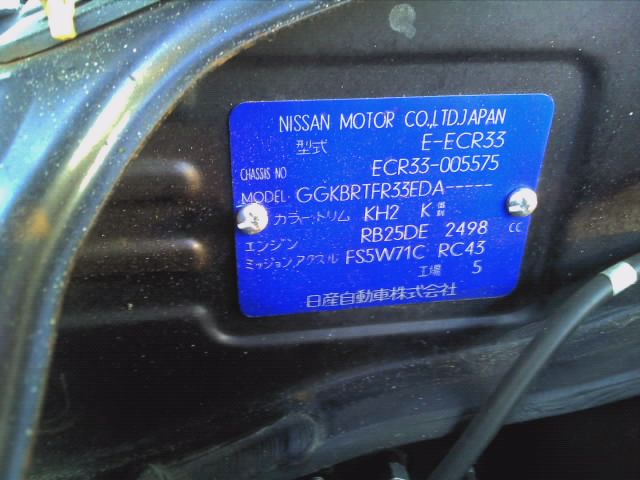 NISSAN MOTOR CO.,LTD.JAPAN
型式 E-ECR33
CHASSIS NO ECR33-005575
MODEL GGKBRTFR33EDA-----
カラー・トリム KH2 K
エンジン RB25DE 2498 CC
ミッション,アクスル FS5W71C RC43
工場 5
日産自動車株式会社